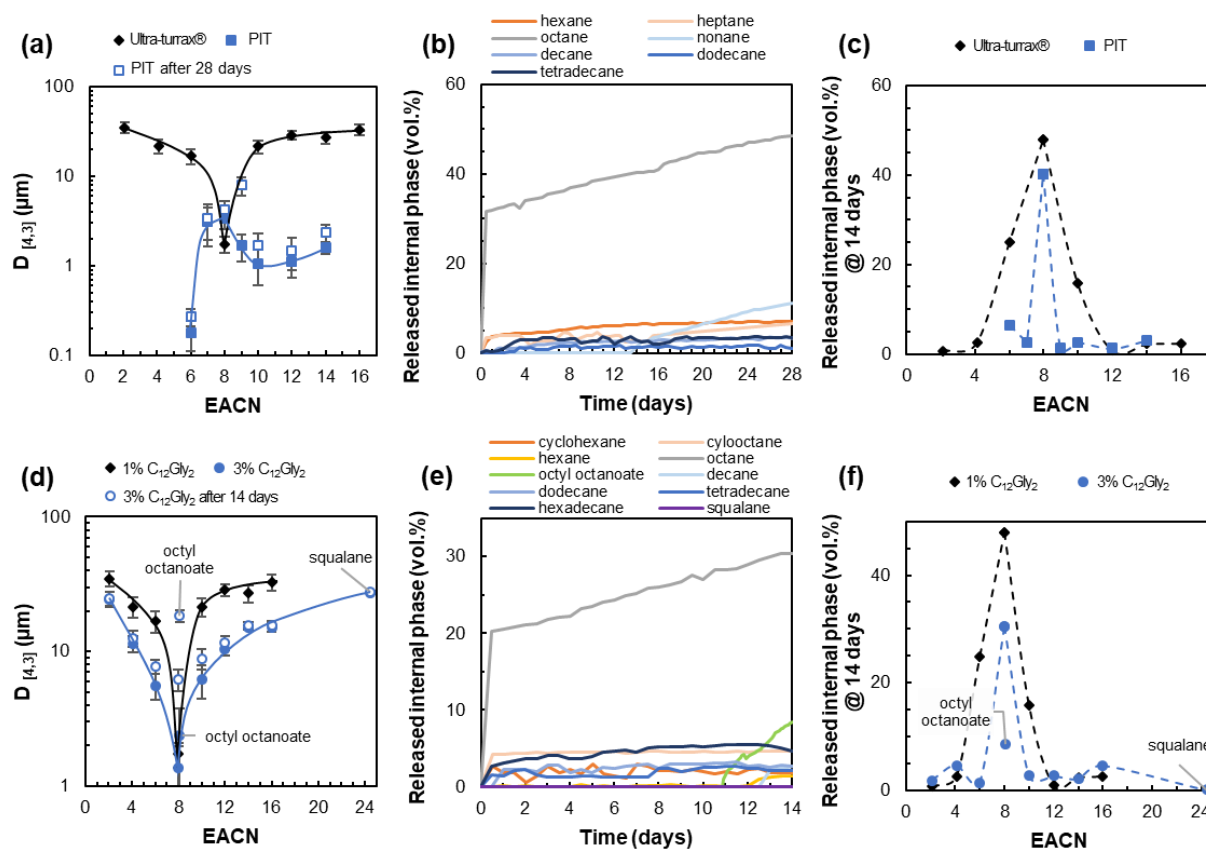 (a)
Ultra-turrax®
PIT
PIT after 28 days
D [4,3] (µm)
100
10
1
0.1
0 2 4 6 8 10 12 14 16
EACN
(b)
hexane
heptane
octane
nonane
decane
dodecane
tetradecane
Released internal phase (vol.%)
60
40
20
0
0 4 8 12 16 20 24 28
Time (days)
(c)
Ultra-turrax®
PIT
Released internal phase (vol.%)
@ 14 days
60
40
20
0
0 4 8 12 16
EACN
(d)
1% C₁₂Gly₂
3% C₁₂Gly₂
3% C₁₂Gly₂ after 14 days
D [4,3] (µm)
100
10
1
octyl
octanoate
squalane
octyl octanoate
0 4 8 12 16 20 24
EACN
(e)
cyclohexane
cylooctane
hexane
octane
octyl octanoate
decane
dodecane
tetradecane
hexadecane
squalane
Released internal phase (vol.%)
30
20
10
0
0 2 4 6 8 10 12 14
Time (days)
(f)
1% C₁₂Gly₂
3% C₁₂Gly₂
Released internal phase (vol.%)
@ 14 days
40
20
0
octyl
octanoate
squalane
0 4 8 12 16 20 24
EACN